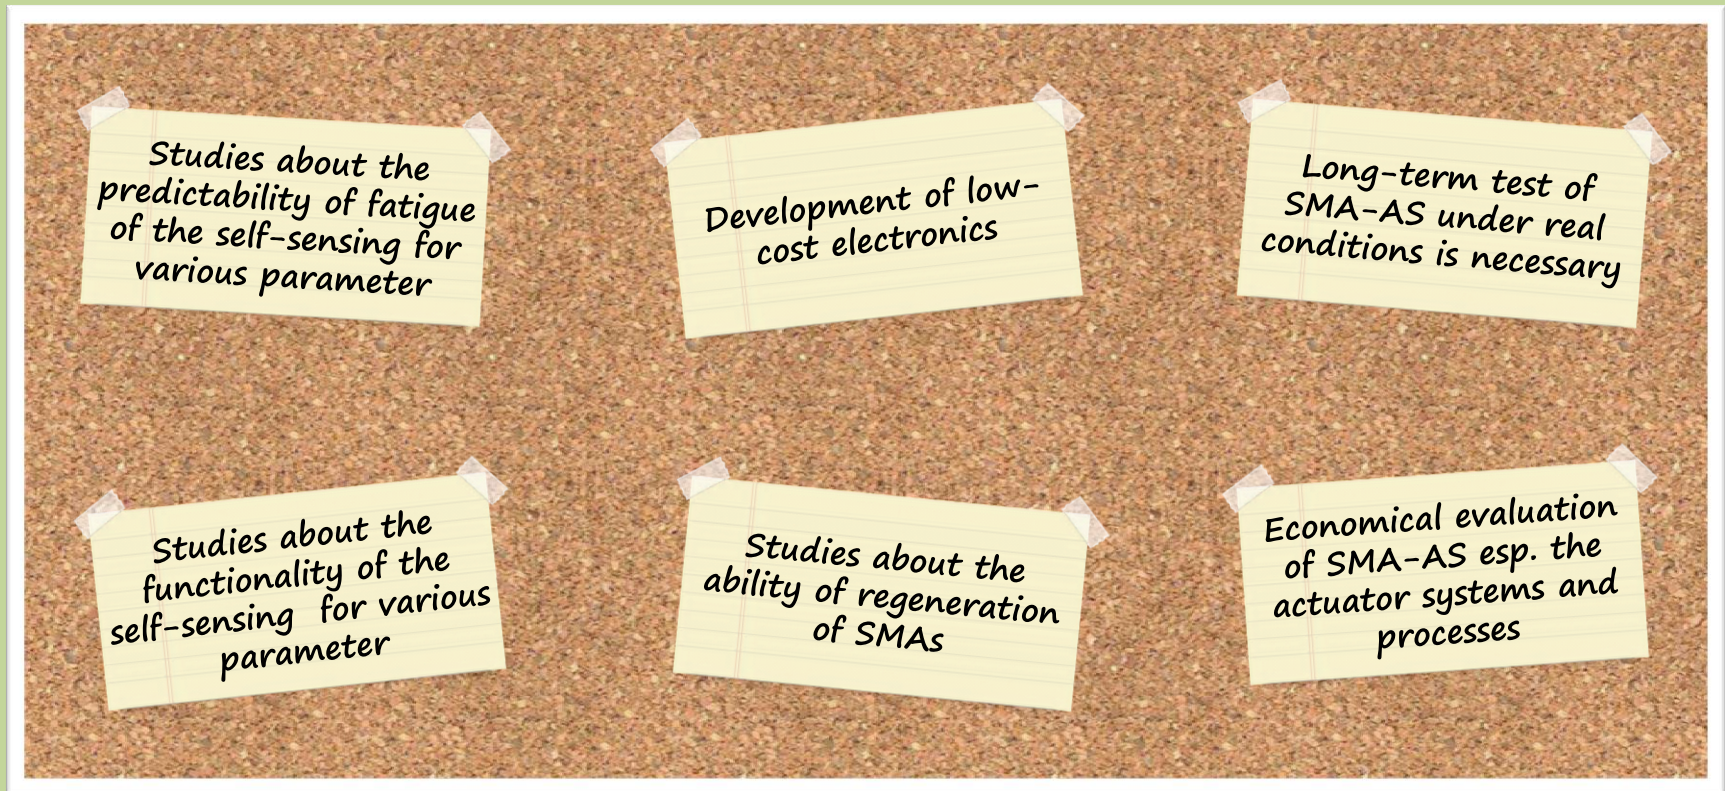 Studies about the
predictability of fatigue
of the self-sensing for
various parameter
Development of low-
cost electronics
Long-term test of
SMA-AS under real
conditions is necessary
Studies about the
functionality of the
self-sensing  for various
parameter
Studies about the
ability of regeneration
of SMAs
Economical evaluation
of SMA-AS esp. the
actuator systems and
processes